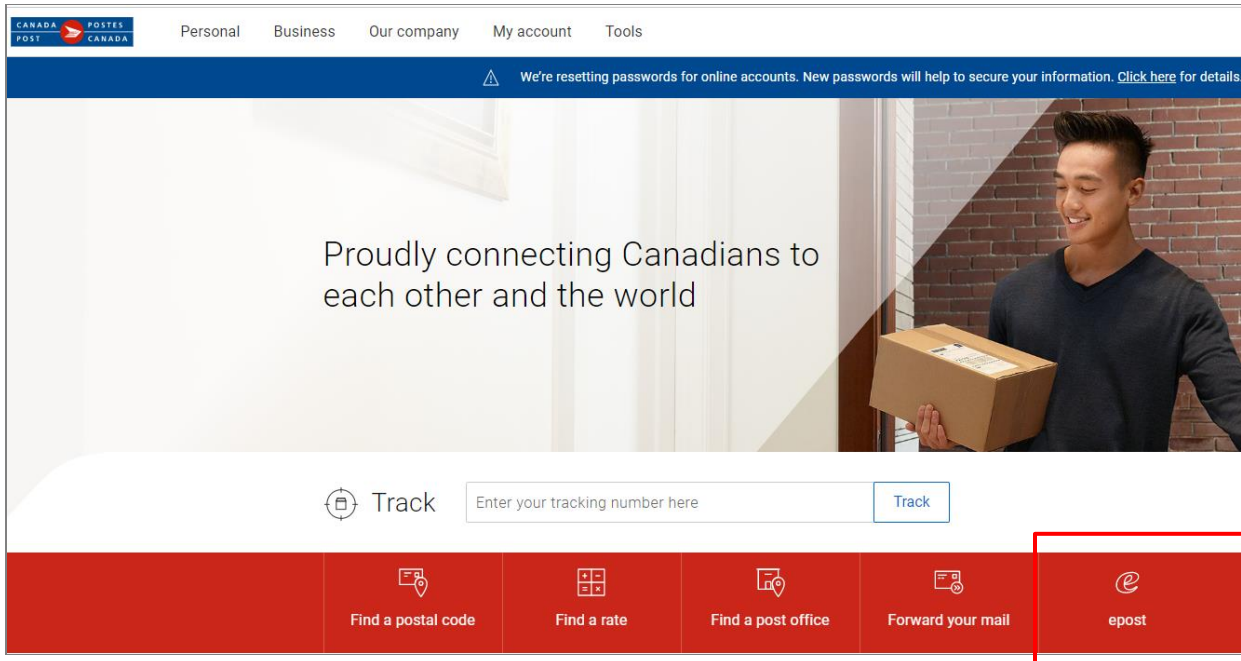 CANADA POSTES
POST CANADA
Personal Business Our company My account Tools
We're resetting passwords for online accounts. New passwords will help to secure your information. Click here for details.
Proudly connecting Canadians to
each other and the world
Track Enter your tracking number here Track
Find a postal code Find a rate Find a post office Forward your mail epost